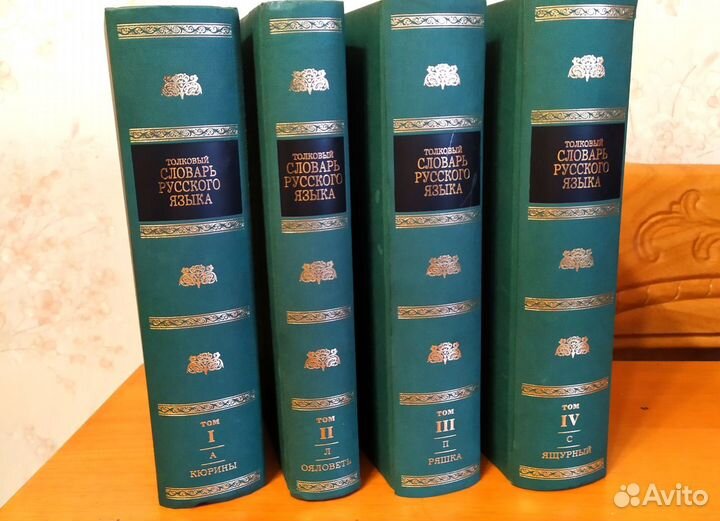 ТОЛКОВЫЙ
СЛОВАРЬ
РУССКОГО
ЯЗЫКА
ТОМ
I
А
КЮРИНЫ
ТОЛКОВЫЙ
СЛОВАРЬ
РУССКОГО
ЯЗЫКА
ТОМ
II
Л
ОЯЛОВЕТЬ
ТОЛКОВЫЙ
СЛОВАРЬ
РУССКОГО
ЯЗЫКА
ТОМ
III
П
РЯШКА
ТОЛКОВЫЙ
СЛОВАРЬ
РУССКОГО
ЯЗЫКА
ТОМ
IV
С
ЯЩУРНЫЙ
Avito